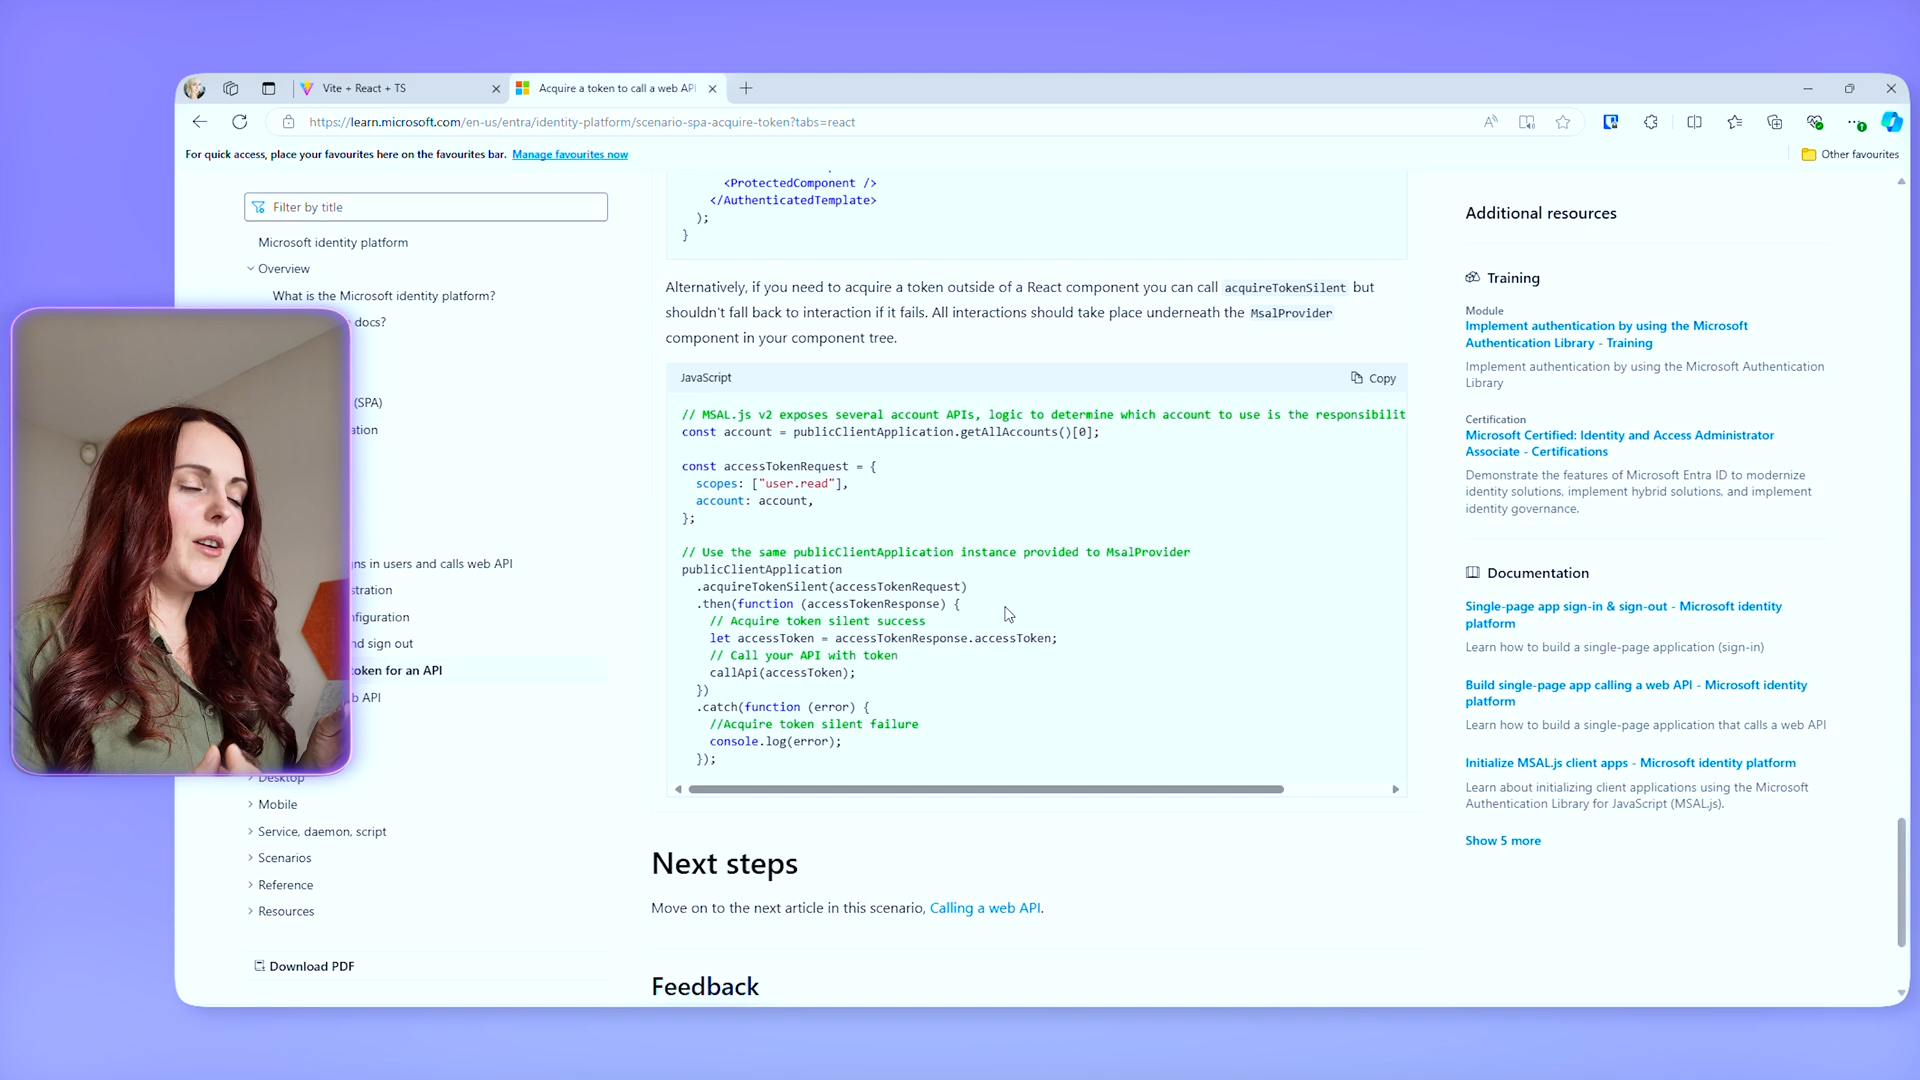 Vite + React + TS
Acquire a token to call a web API
https://learn.microsoft.com/en-us/entra/identity-platform/scenario-spa-acquire-token?tabs=react
For quick access, place your favourites here on the favourites bar. Manage favourites now
Other favourites
Filter by title
Microsoft identity platform
Overview
What is the Microsoft identity platform?
docs?
(SPA)
ation
ns in users and calls web API
stration
nfiguration
nd sign out
token for an API
b API
Desktop
Mobile
Service, daemon, script
Scenarios
Reference
Resources
Download PDF
<ProtectedComponent />
</AuthenticatedTemplate>
);
}
Alternatively, if you need to acquire a token outside of a React component you can call acquireTokenSilent but
shouldn't fall back to interaction if it fails. All interactions should take place underneath the MsalProvider
component in your component tree.
JavaScript
Copy
// MSAL.js v2 exposes several account APIs, logic to determine which account to use is the responsibilit
const account = publicClientApplication.getAllAccounts()[0];
const accessTokenRequest = {
scopes: ["user.read"],
account: account,
};
// Use the same publicClientApplication instance provided to MsalProvider
publicClientApplication
.acquireTokenSilent(accessTokenRequest)
.then(function (accessTokenResponse) {
// Acquire token silent success
let accessToken = accessTokenResponse.accessToken;
// Call your API with token
callApi(accessToken);
})
.catch(function (error) {
//Acquire token silent failure
console.log(error);
});
Next steps
Move on to the next article in this scenario, Calling a web API.
Feedback
Additional resources
Training
Module
Implement authentication by using the Microsoft
Authentication Library - Training
Implement authentication by using the Microsoft Authentication
Library
Certification
Microsoft Certified: Identity and Access Administrator
Associate - Certifications
Demonstrate the features of Microsoft Entra ID to modernize
identity solutions, implement hybrid solutions, and implement
identity governance.
Documentation
Single-page app sign-in & sign-out - Microsoft identity
platform
Learn how to build a single-page application (sign-in)
Build single-page app calling a web API - Microsoft identity
platform
Learn how to build a single-page application that calls a web API
Initialize MSAL.js client apps - Microsoft identity platform
Learn about initializing client applications using the Microsoft
Authentication Library for JavaScript (MSAL.js).
Show 5 more